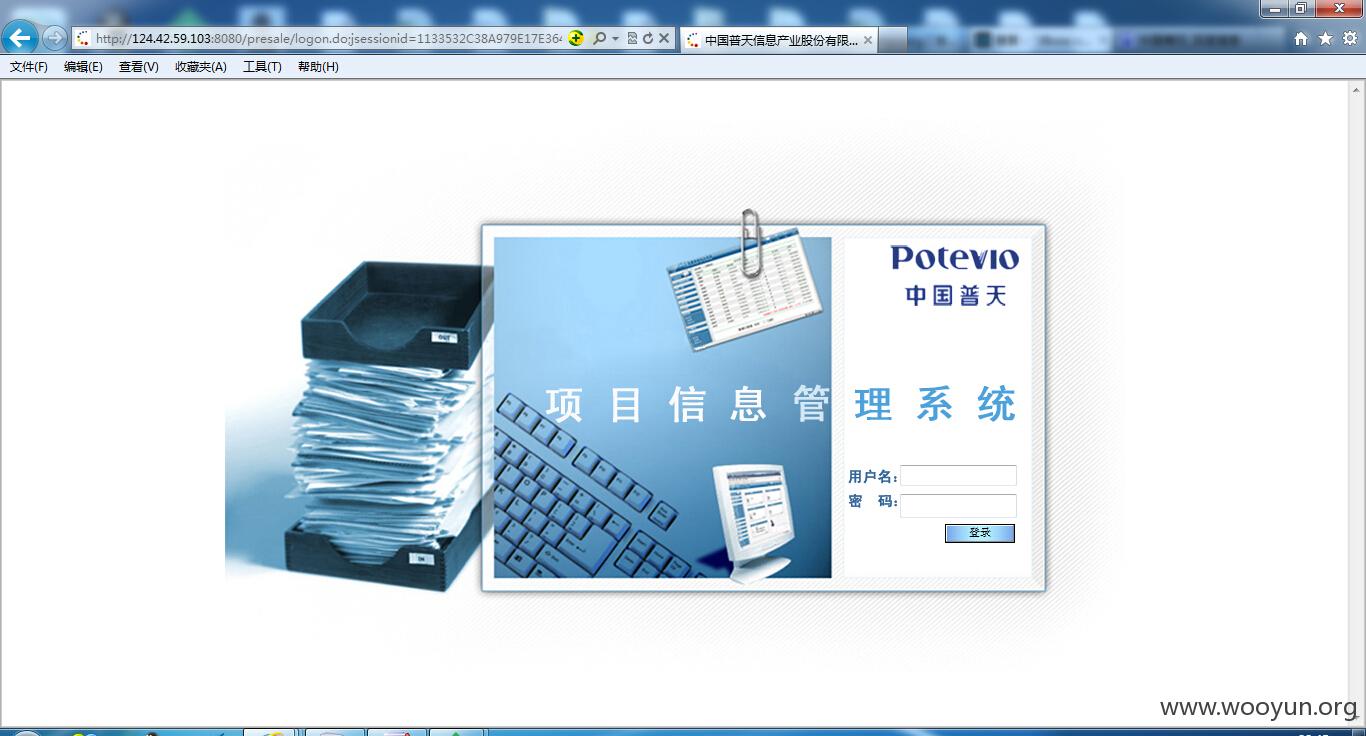 http://124.42.59.103:8080/presale/logon.do;jsessionid=1133532C38A979E17E364
中国普天信息产业股份有限...
文件(F) 编辑(E) 查看(V) 收藏夹(A) 工具(T) 帮助(H)
Potevio
中国普天
OUT
项目信息管理系统
用户名:
密 码:
登录
IN
www.wooyun.org